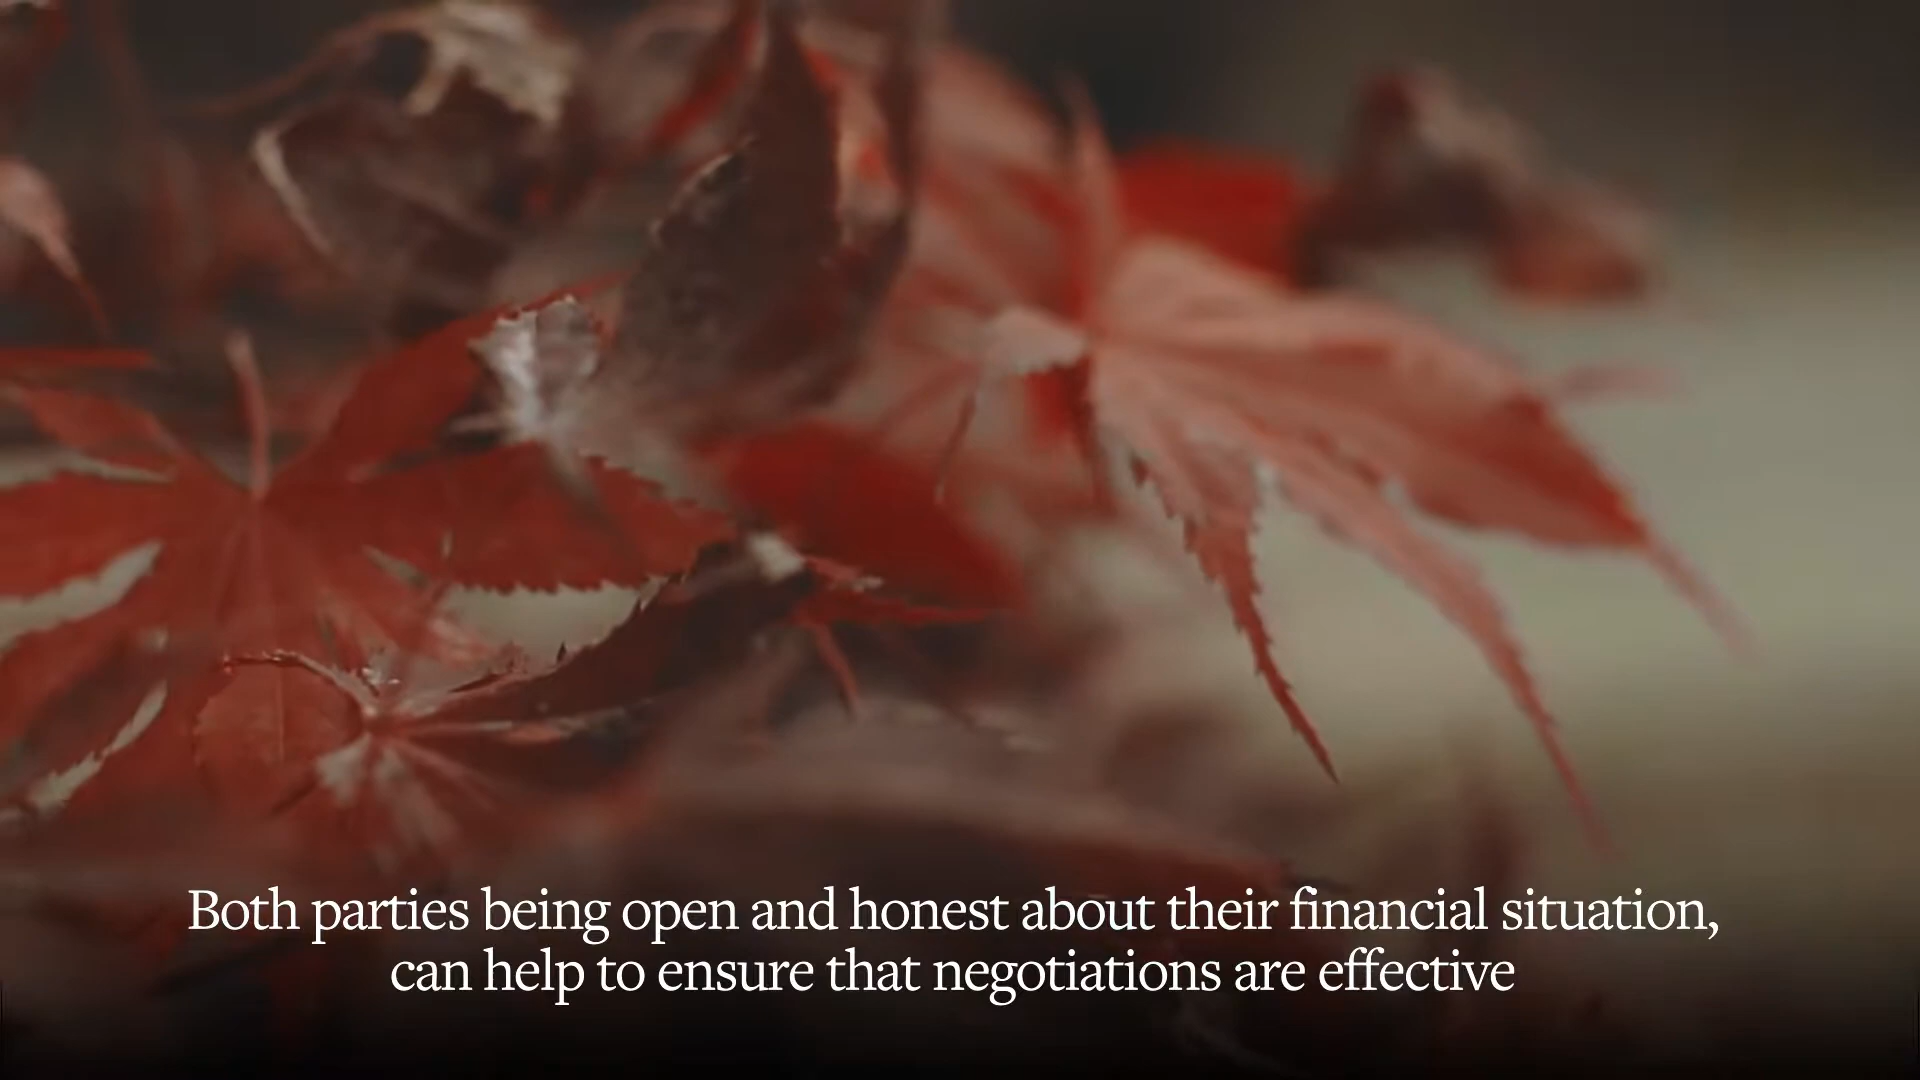 Both parties being open and honest about their financial situation,
can help to ensure that negotiations are effective